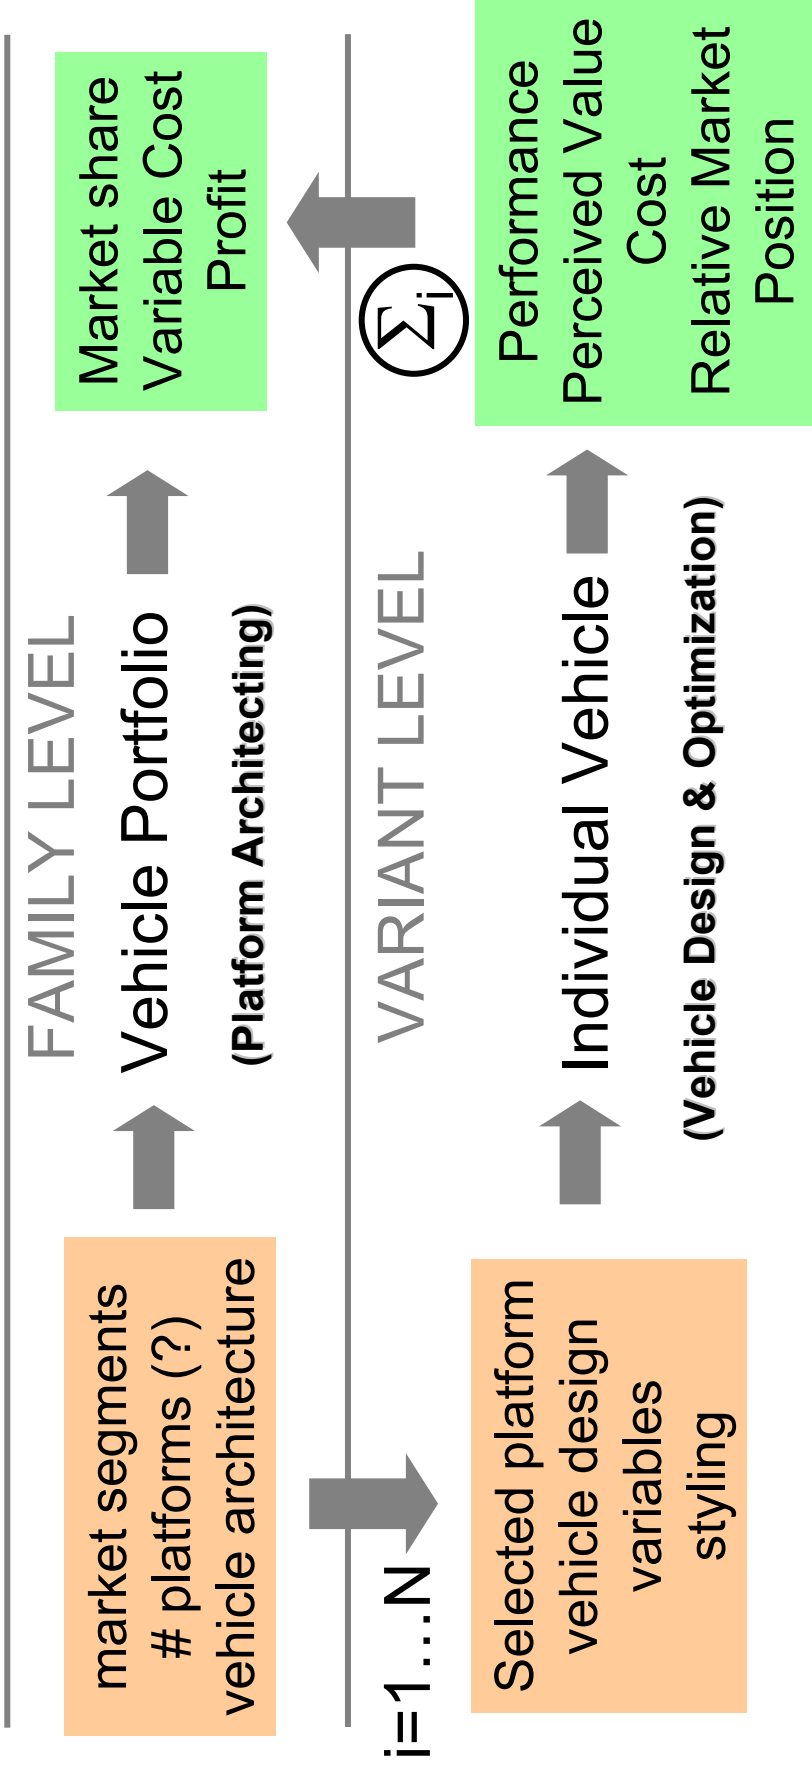 FAMILY LEVEL
market segments
# platforms (?)
vehicle architecture
Vehicle Portfolio
(Platform Architecting)
Market share
Variable Cost
Profit
VARIANT LEVEL
i=1…N
Σi
Selected platform
vehicle design
variables
styling
Individual Vehicle
(Vehicle Design & Optimization)
Performance
Perceived Value
Cost
Relative Market
Position